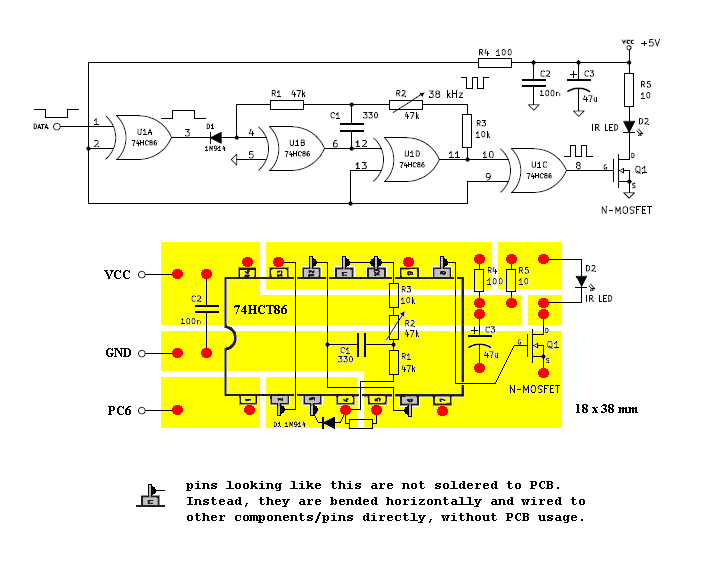 VCC +5V
R4 100
C2
100n
C3
47u
R5
10
R1 47k
R2
47k
38 kHz
C1
330
R3
10k
IR LED
D2
DATA
1
2
3
D1
1N914
U1A
74HC86
4
5
6
U1B
74HC86
12
13
11
U1D
74HC86
10
9
8
U1C
74HC86
G
D
S
Q1
N-MOSFET
VCC
GND
PC6
C2
100n
74HCT86
14
13
12
11
10
9
8
R3
10k
R2
47k
R1
47k
C1
330
R4
100
R5
10
C3
47u
D2
IR LED
G
D
S
Q1
N-MOSFET
1
2
3
4
5
6
7
D1 1N914
18 x 38 mm
pins looking like this are not soldered to PCB.
Instead, they are bended horizontally and wired to
other components/pins directly, without PCB usage.